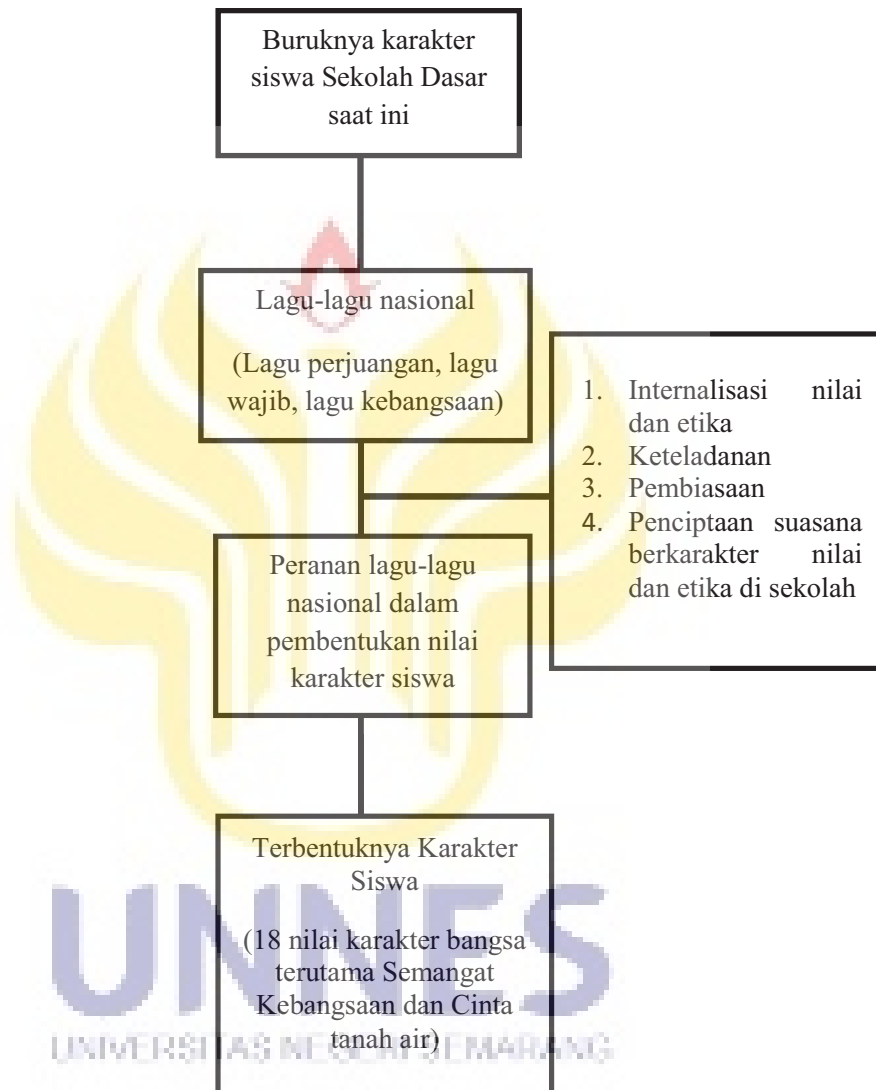 Buruknya karakter
siswa Sekolah Dasar
saat ini
Lagu-lagu nasional
(Lagu perjuangan, lagu
wajib, lagu kebangsaan)
1. Internalisasi nilai
dan etika
2. Keteladanan
3. Pembiasaan
4. Penciptaan suasana
berkarakter nilai
dan etika di sekolah
Peranan lagu-lagu
nasional dalam
pembentukan nilai
karakter siswa
Terbentuknya Karakter
Siswa
(18 nilai karakter bangsa
terutama Semangat
Kebangsaan dan Cinta
tanah air)
UNNES
UNIVERSITAS NEGERI SEMARANG